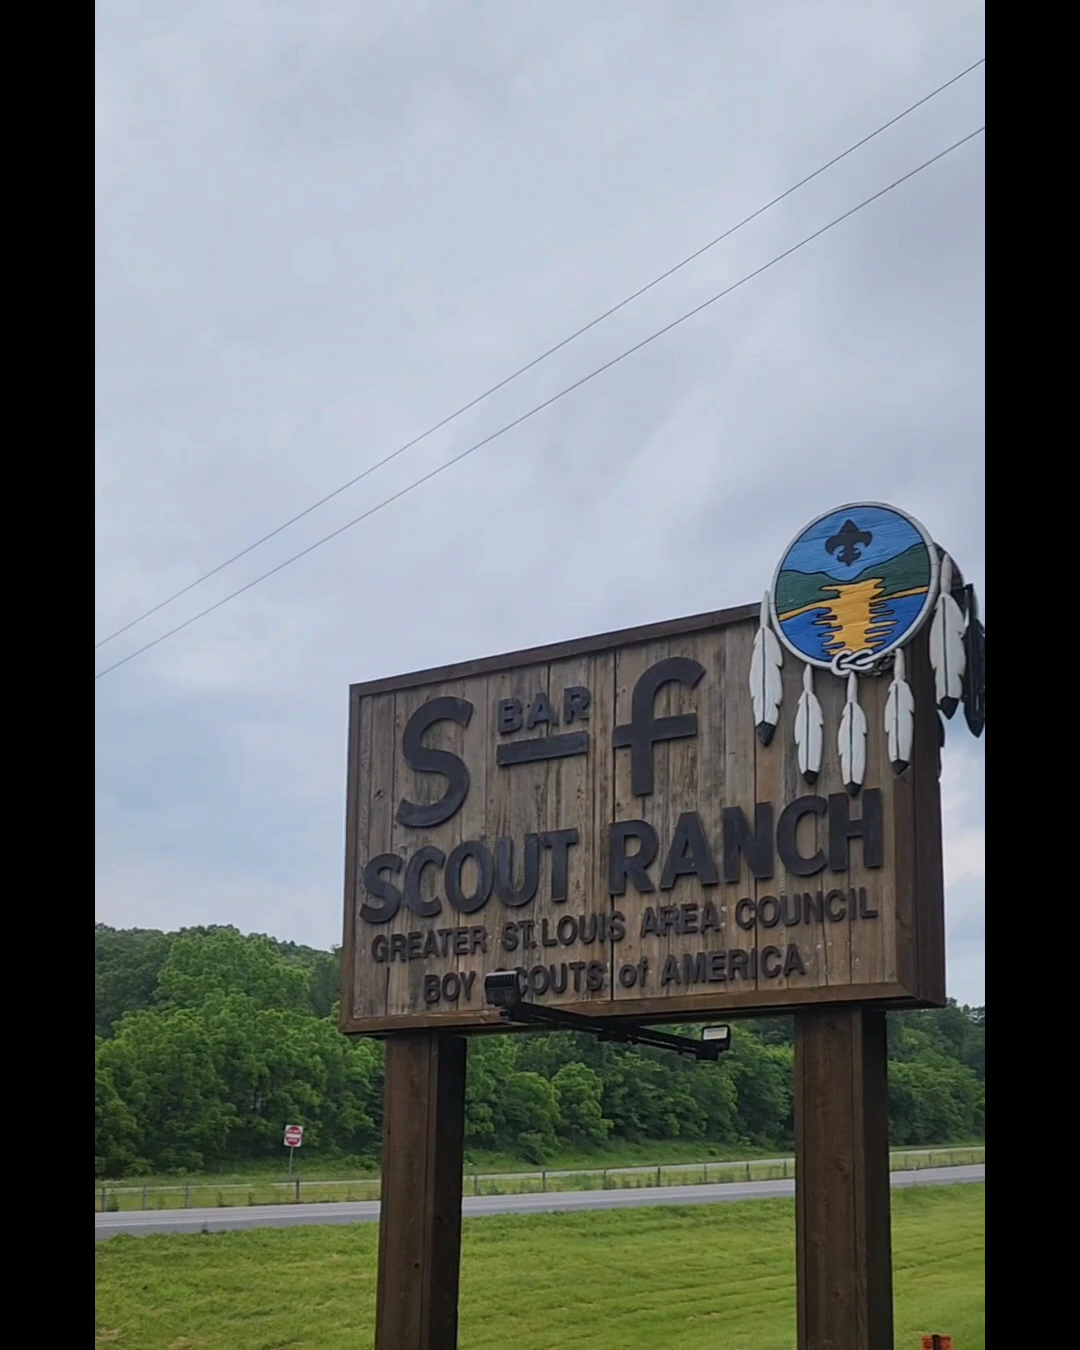 S BAR f
SCOUT RANCH
GREATER ST. LOUIS AREA COUNCIL
BOY SCOUTS of AMERICA